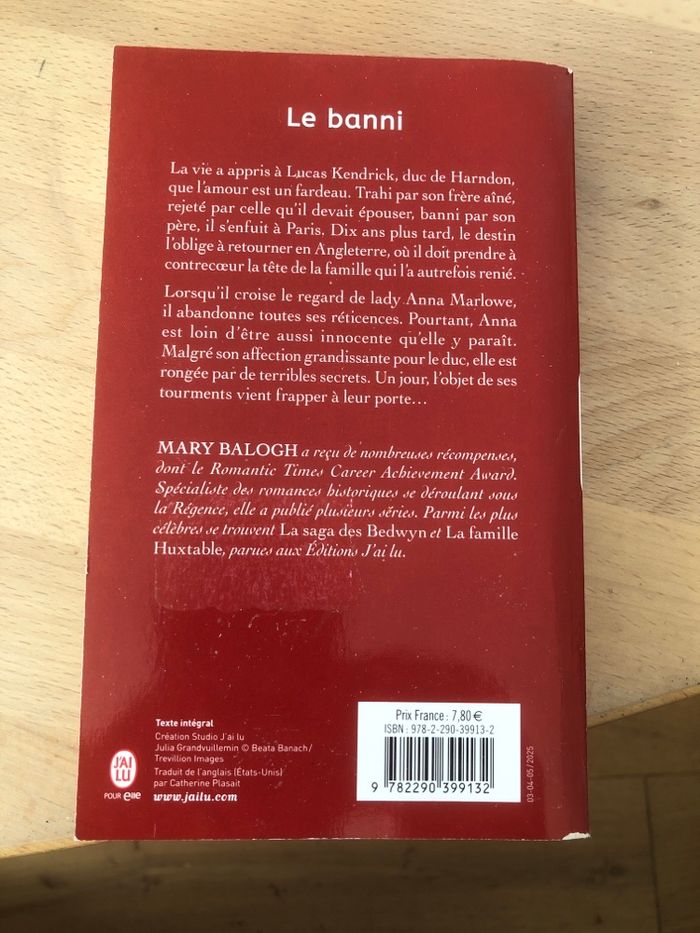 Le banni
La vie a appris à Lucas Kendrick, duc de Harndon,
que l'amour est un fardeau. Trahi par son frère aîné,
rejeté par celle qu'il devait épouser, banni par son
père, il s'enfuit à Paris. Dix ans plus tard, le destin
l'oblige à retourner en Angleterre, où il doit prendre à
contrecœur la tête de la famille qui l'a autrefois renié.
Lorsqu'il croise le regard de lady Anna Marlowe,
il abandonne toutes ses réticences. Pourtant, Anna
est loin d'être aussi innocente qu'elle y paraît.
Malgré son affection grandissante pour le duc, elle est
rongée par de terribles secrets. Un jour, l'objet de ses
tourments vient frapper à leur porte…
MARY BALOGH a reçu de nombreuses récompenses,
dont le Romantic Times Career Achievement Award.
Spécialiste des romances historiques se déroulant sous
la Régence, elle a publié plusieurs séries. Parmi les plus
célèbres se trouvent La saga des Bedwyn et La famille
Huxtable, parues aux Éditions J'ai lu.
Texte intégral
Création Studio J'ai lu
Julia Grandvuillemin © Beata Banach/
Trevillion Images
Traduit de l'anglais (États-Unis)
par Catherine Plasait
www.jailu.com
J'AI
LU
POUR elle
Prix France : 7,80 €
ISBN : 978-2-290-39913-2
9 782290 399132
03-04-05/2025